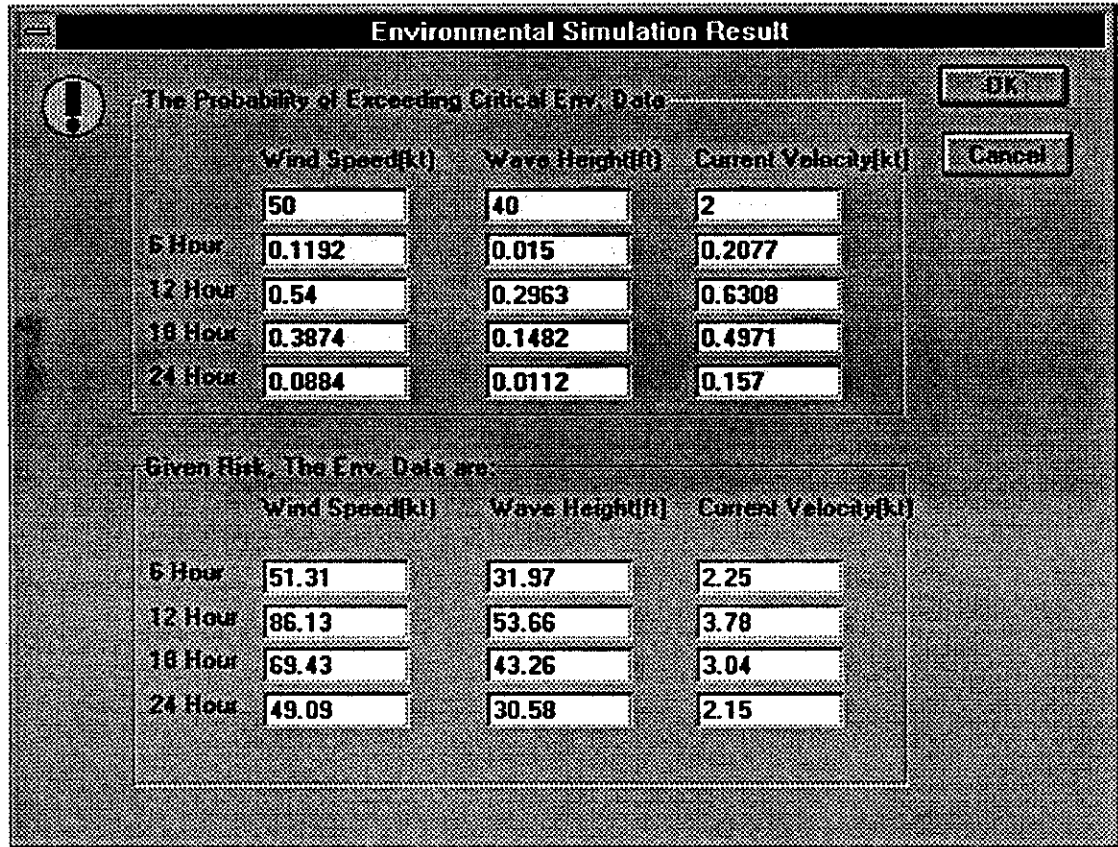 Environmental Simulation Result
OK
The Probability of Exceeding Critical Env. Data
Cancel
Wind Speed[kt] Wave Height[ft] Current Velocity[kt]
50 40 2
6 Hour 0.1192 0.015 0.2077
12 Hour 0.54 0.2963 0.6308
18 Hour 0.3874 0.1482 0.4971
24 Hour 0.0884 0.0112 0.157
Given Risk, The Env. Data are:
Wind Speed[kt] Wave Height[ft] Current Velocity[kt]
6 Hour 51.31 31.97 2.25
12 Hour 86.13 53.66 3.78
18 Hour 69.43 43.26 3.04
24 Hour 49.09 30.58 2.15